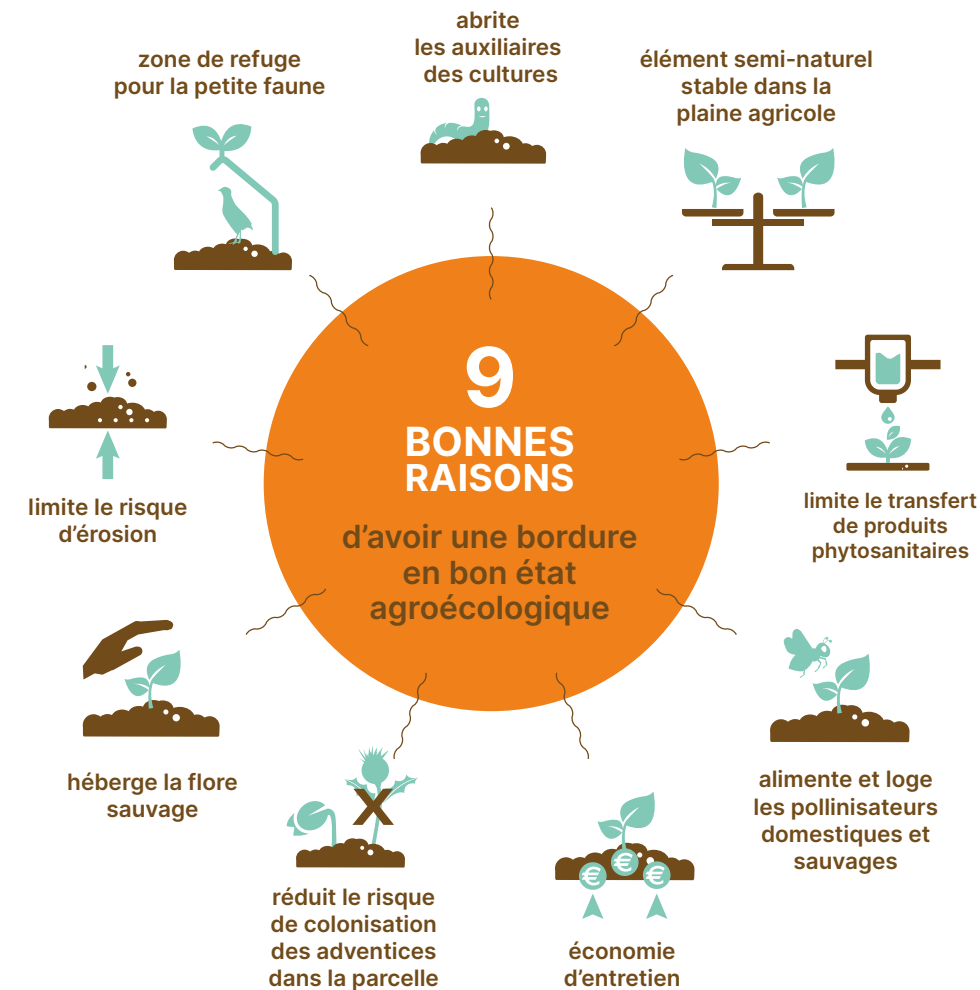 9
BONNES
RAISONS
d’avoir une bordure
en bon état
agroécologique
abrite
les auxiliaires
des cultures
élément semi-naturel
stable dans la
plaine agricole
limite le transfert
de produits
phytosanitaires
alimente et loge
les pollinisateurs
domestiques et
sauvages
€
€
€
économie
d’entretien
X
réduit le risque
de colonisation
des adventices
dans la parcelle
héberge la flore
sauvage
limite le risque
d’érosion
zone de refuge
pour la petite faune